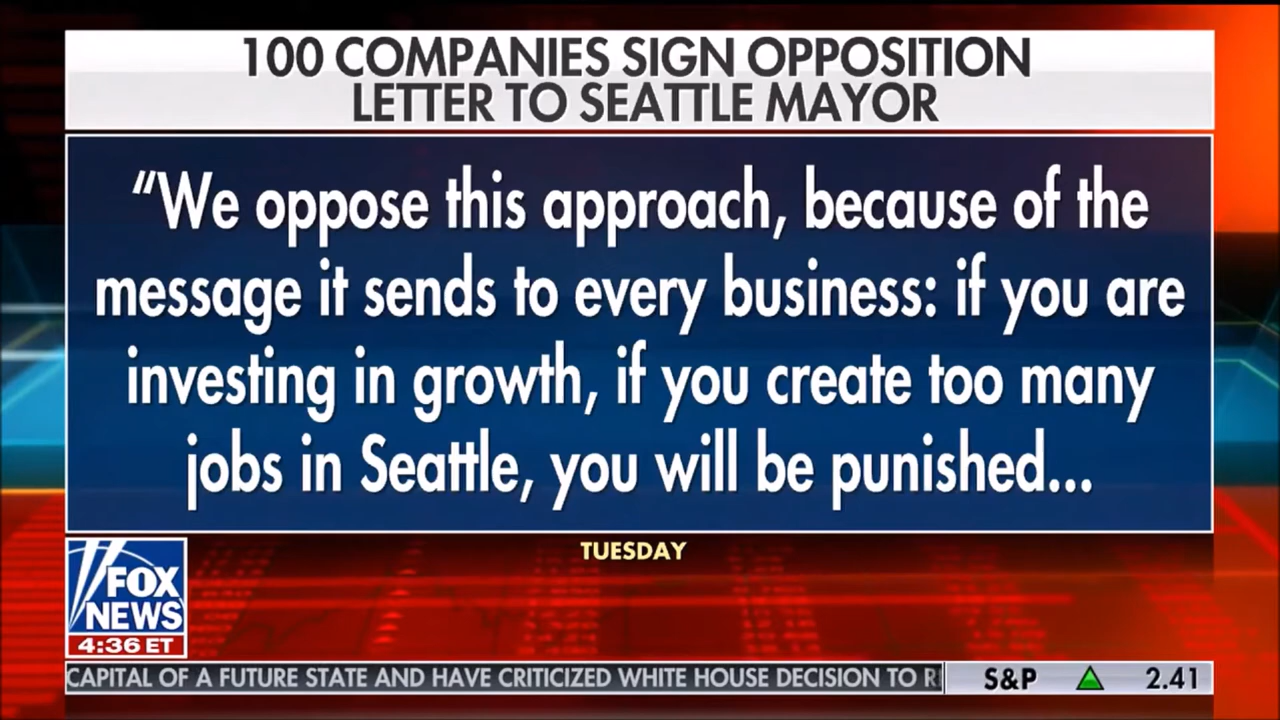 100 COMPANIES SIGN OPPOSITION
LETTER TO SEATTLE MAYOR
“We oppose this approach, because of the
message it sends to every business: if you are
investing in growth, if you create too many
jobs in Seattle, you will be punished...
TUESDAY
FOX
NEWS
4:36 ET
CAPITAL OF A FUTURE STATE AND HAVE CRITICIZED WHITE HOUSE DECISION TO
S&P 2.41